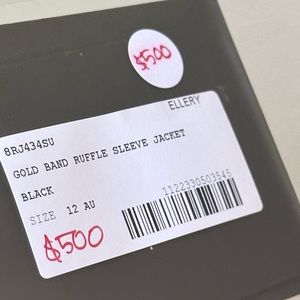 $500
ELLERY
8RJ434SU
GOLD BAND RUFFLE SLEEVE JACKET
BLACK
SIZE 12 AU
1122330503545
$500